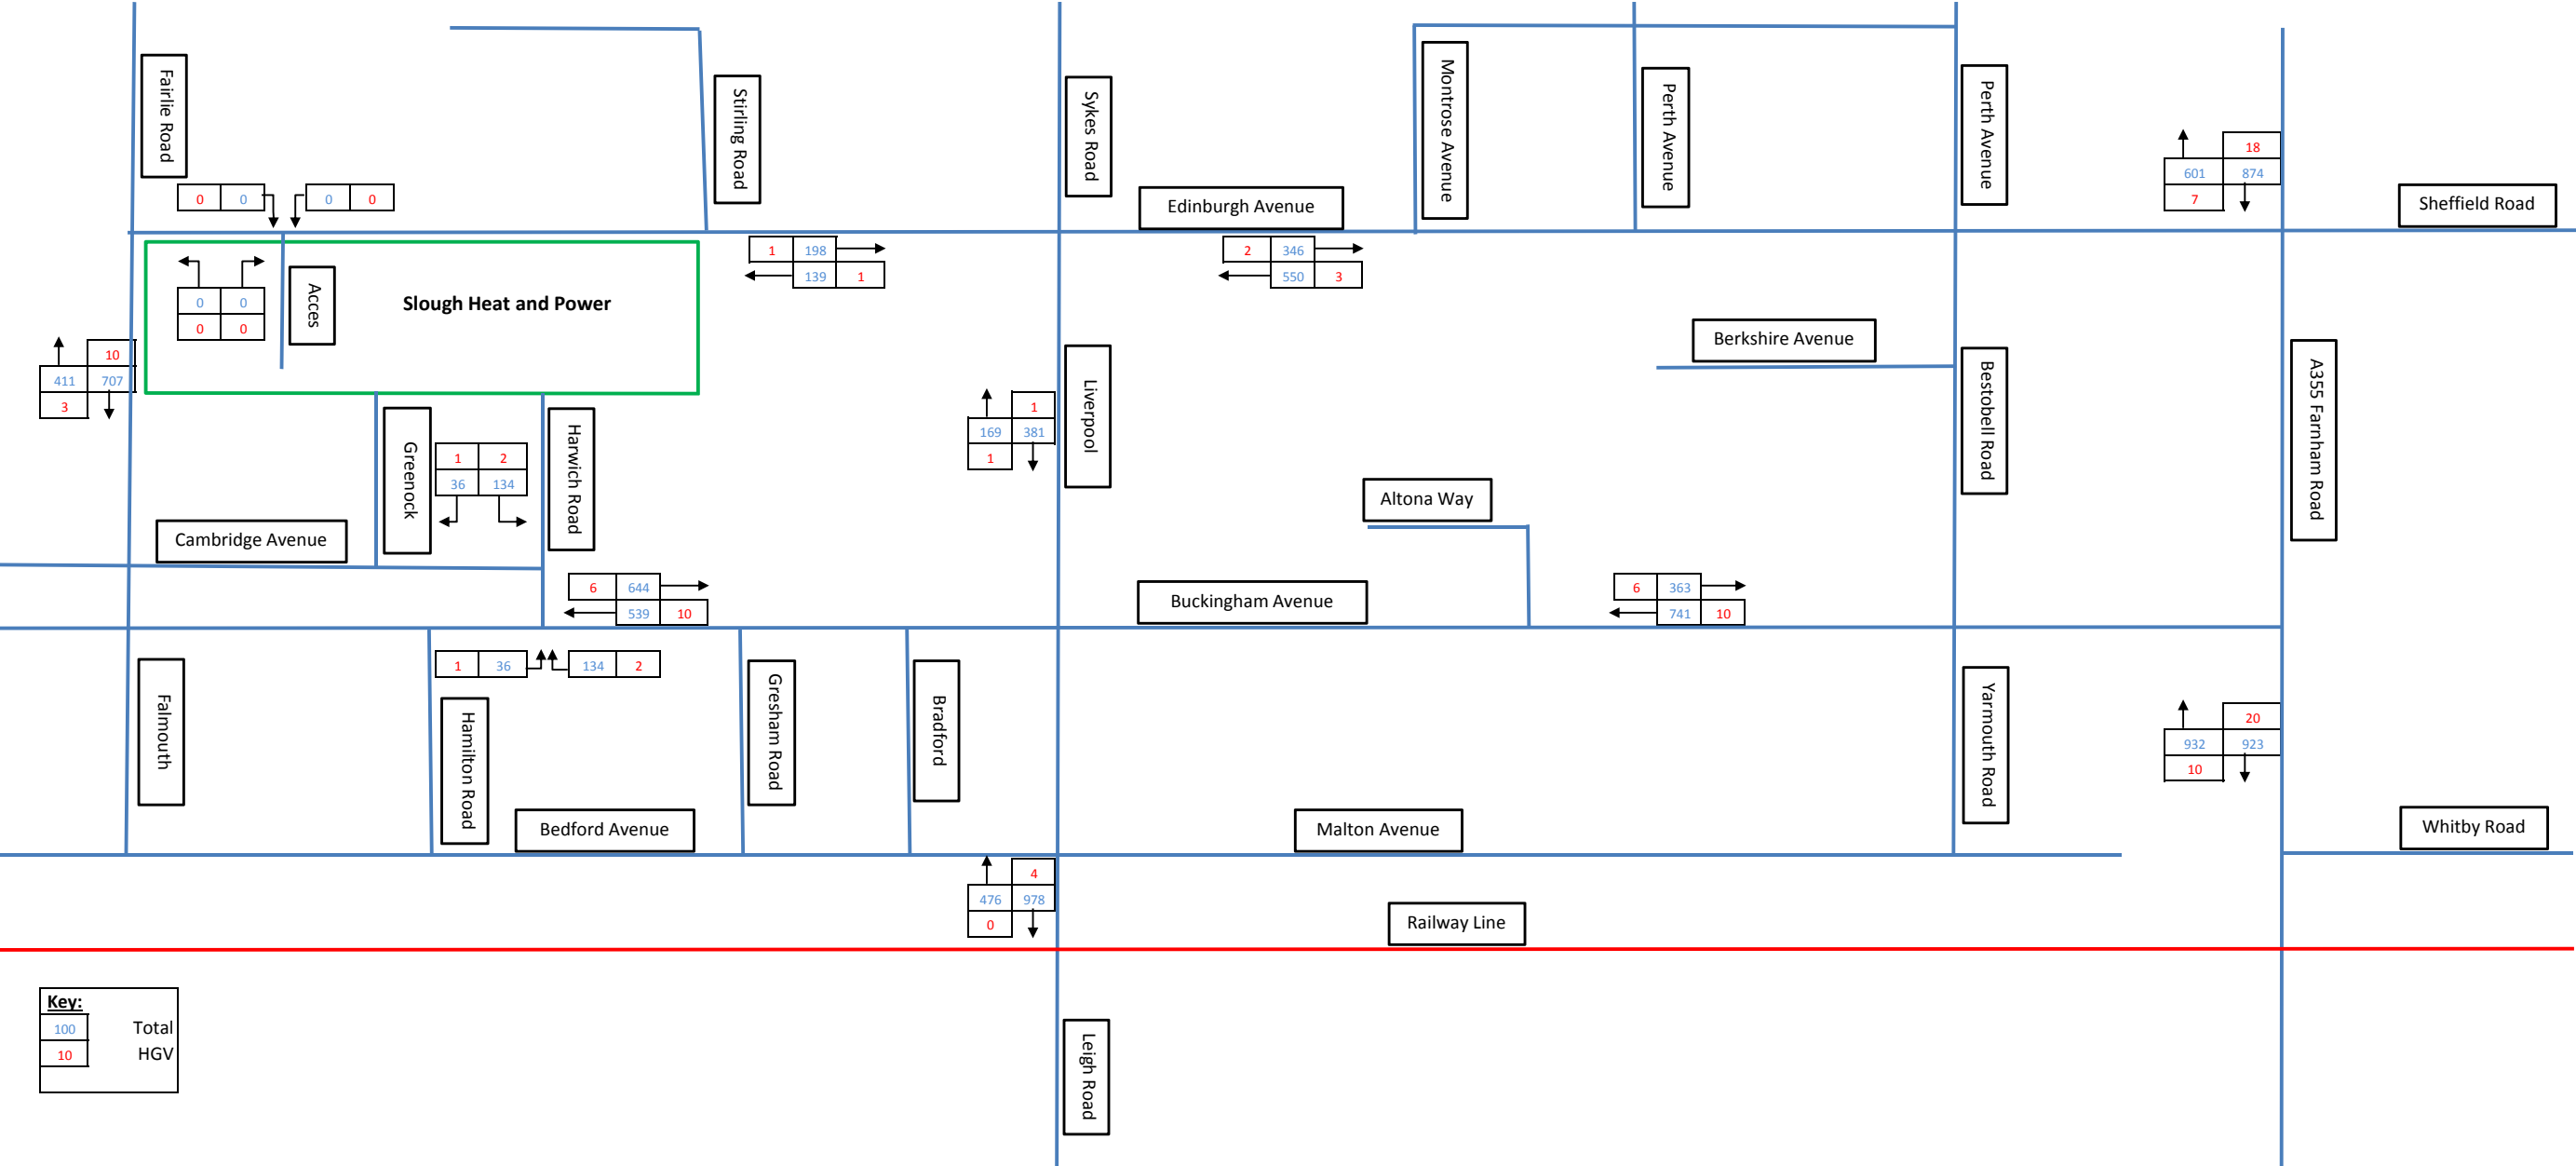 Fairlie Road
Stirling Road
Sykes Road
Montrose Avenue
Perth Avenue
Perth Avenue
18
601 874
7
Sheffield Road
0 0
0 0
Edinburgh Avenue
1 198
139 1
2 346
550 3
0 0
0 0
Acces
Slough Heat and Power
Berkshire Avenue
10
411 707
3
Liverpool
Bestobell Road
A355 Farnham Road
1
169 381
1
Greenock
1 2
36 134
Harwich Road
Altona Way
Cambridge Avenue
6 644
539 10
Buckingham Avenue
6 363
741 10
1 36
134 2
Falmouth
Hamilton Road
Gresham Road
Bradford
Yarmouth Road
20
932 923
10
Bedford Avenue
Malton Avenue
Whitby Road
4
476 978
0
Railway Line
Key:
100 Total
10 HGV
Leigh Road